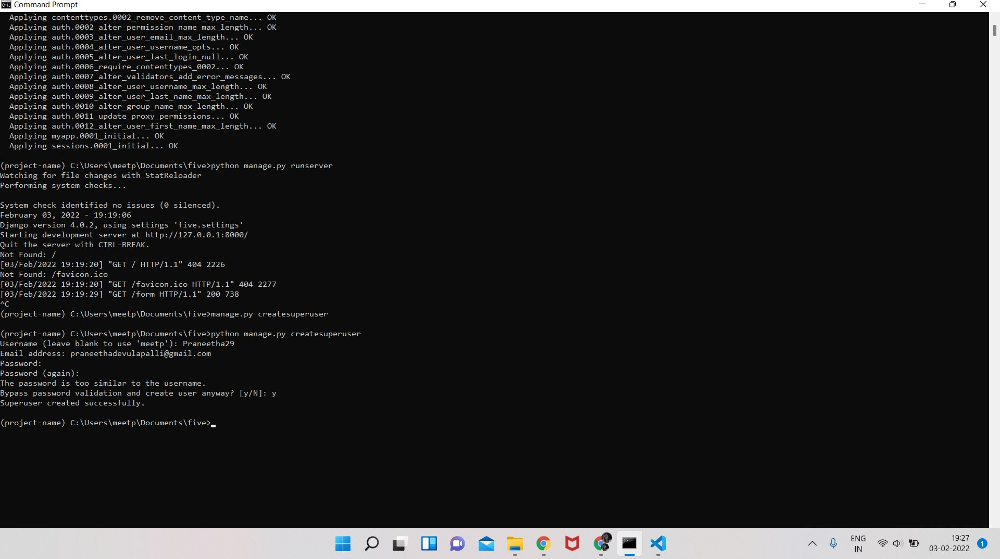 Command Prompt
Applying contenttypes.0002_remove_content_type_name... OK
Applying auth.0002_alter_permission_name_max_length... OK
Applying auth.0003_alter_user_email_max_length... OK
Applying auth.0004_alter_user_username_opts... OK
Applying auth.0005_alter_user_last_login_null... OK
Applying auth.0006_require_contenttypes_0002... OK
Applying auth.0007_alter_validators_add_error_messages... OK
Applying auth.0008_alter_user_username_max_length... OK
Applying auth.0009_alter_user_last_name_max_length... OK
Applying auth.0010_alter_group_name_max_length... OK
Applying auth.0011_update_proxy_permissions... OK
Applying auth.0012_alter_user_first_name_max_length... OK
Applying myapp.0001_initial... OK
Applying sessions.0001_initial... OK
(project-name) C:\Users\meetp\Documents\five>python manage.py runserver
Watching for file changes with StatReloader
Performing system checks...
System check identified no issues (0 silenced).
February 03, 2022 - 19:19:06
Django version 4.0.2, using settings 'five.settings'
Starting development server at http://127.0.0.1:8000/
Quit the server with CTRL-BREAK.
Not Found: /
[03/Feb/2022 19:19:20] "GET / HTTP/1.1" 404 2226
Not Found: /favicon.ico
[03/Feb/2022 19:19:20] "GET /favicon.ico HTTP/1.1" 404 2277
[03/Feb/2022 19:19:29] "GET /form HTTP/1.1" 200 738
^C
(project-name) C:\Users\meetp\Documents\five>manage.py createsuperuser
(project-name) C:\Users\meetp\Documents\five>python manage.py createsuperuser
Username (leave blank to use 'meetp'): Praneetha29
Email address: praneethadevulapalli@gmail.com
Password:
Password (again):
The password is too similar to the username.
Bypass password validation and create user anyway? [y/N]: y
Superuser created successfully.
(project-name) C:\Users\meetp\Documents\five>
ENG
IN
19:27
03-02-2022
1